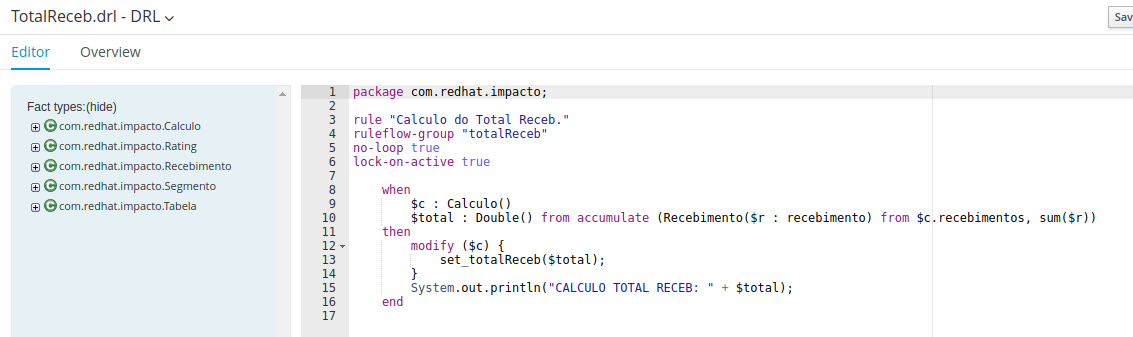 TotalReceb.drl - DRL
Sav
Editor Overview
Fact types:(hide)
com.redhat.impacto.Calculo
com.redhat.impacto.Rating
com.redhat.impacto.Recebimento
com.redhat.impacto.Segmento
com.redhat.impacto.Tabela
1 package com.redhat.impacto;
2
3 rule "Calculo do Total Receb."
4 ruleflow-group "totalReceb"
5 no-loop true
6 lock-on-active true
7
8 when
9 $c : Calculo()
10 $total : Double() from accumulate (Recebimento($r : recebimento) from $c.recebimentos, sum($r))
11 then
12 modify ($c) {
13 set_totalReceb($total);
14 }
15 System.out.println("CALCULO TOTAL RECEB: " + $total);
16 end
17